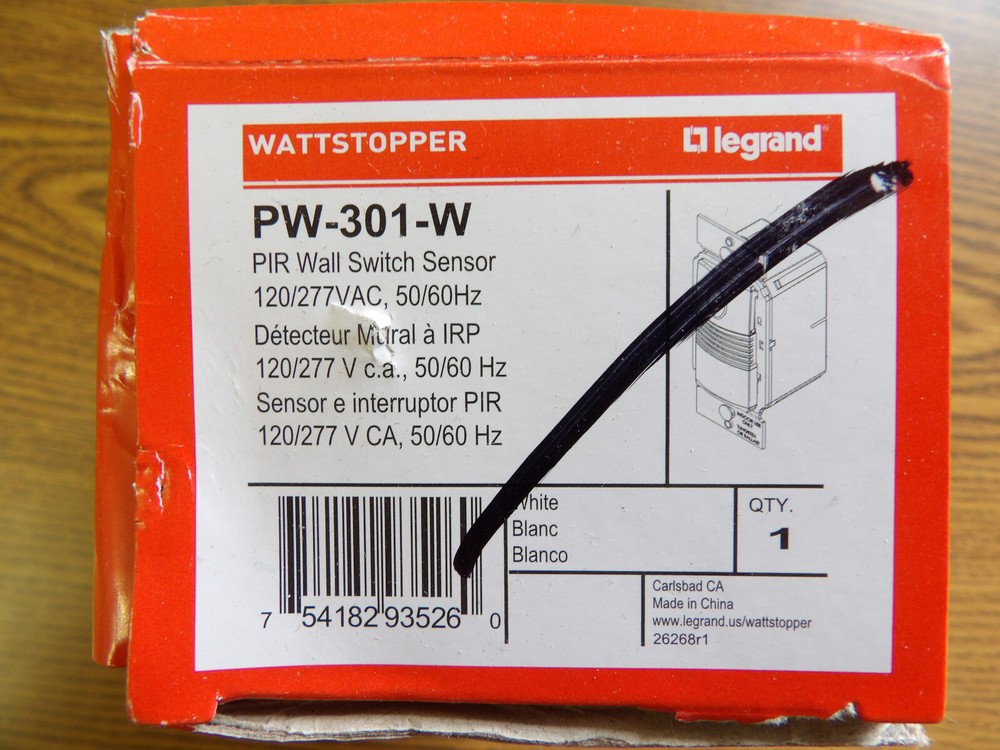 WATTSTOPPER
legrand®
PW-301-W
PIR Wall Switch Sensor
120/277VAC, 50/60Hz
Détecteur Mural à IRP
120/277 V c.a., 50/60 Hz
Sensor e interruptor PIR
120/277 V CA, 50/60 Hz
White
Blanc
Blanco
QTY.
1
7 54182 93526 0
Carlsbad CA
Made in China
www.legrand.us/wattstopper
26268r1